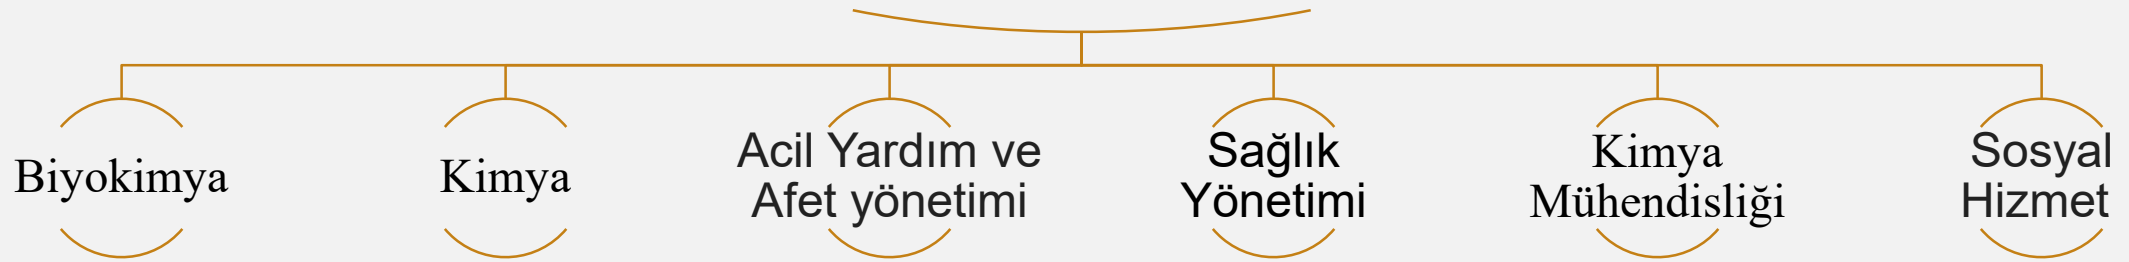 Biyokimya
Kimya
Acil Yardım ve
Afet yönetimi
Sağlık
Yönetimi
Kimya
Mühendisliği
Sosyal
Hizmet